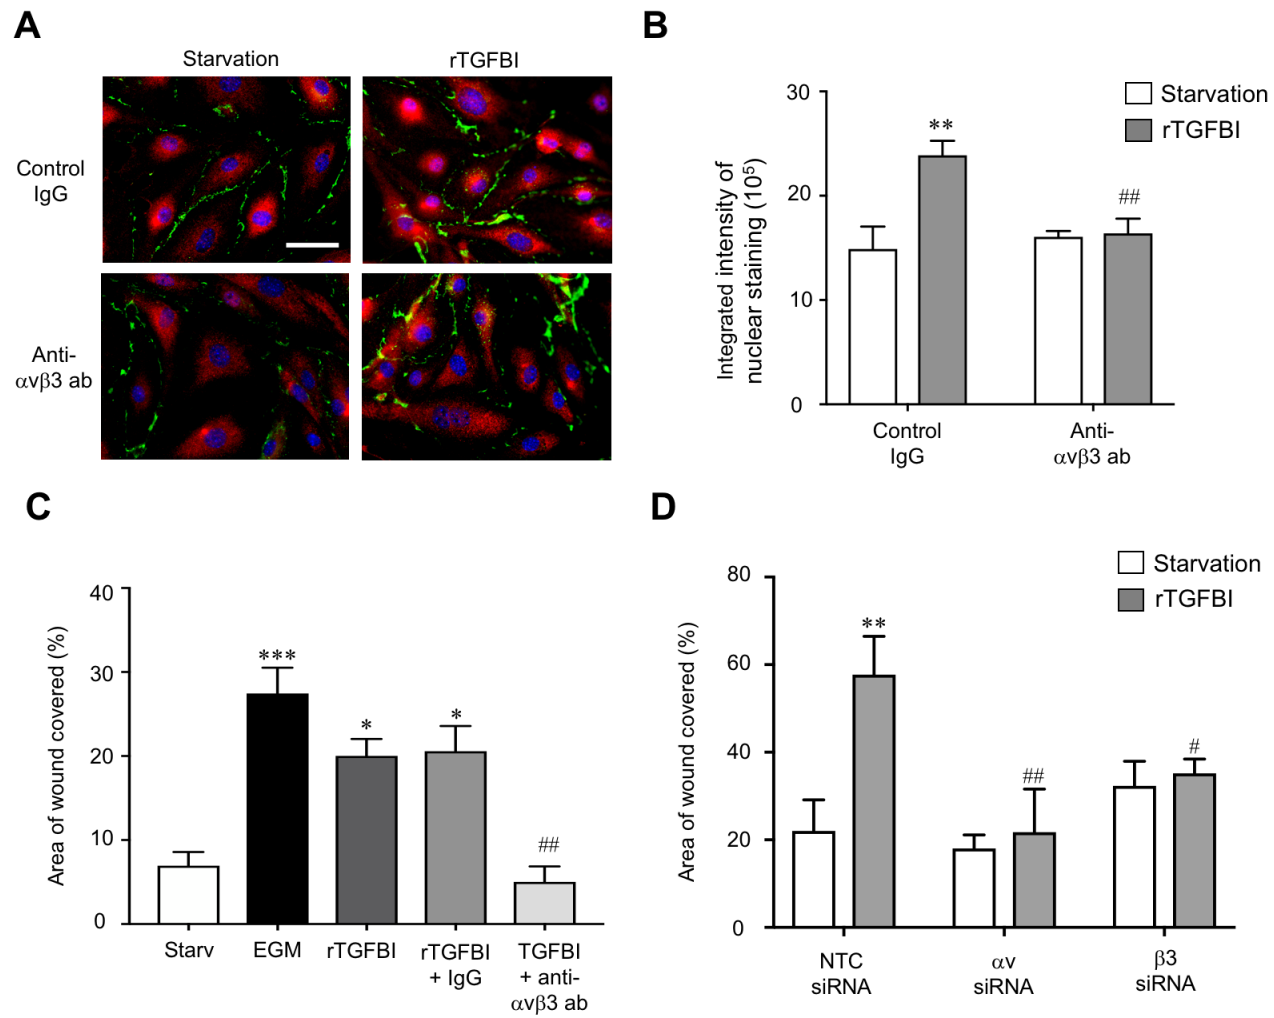 A
Starvation
rTGFBI
Control
IgG
Anti-
αvβ3 ab
B
Starvation
rTGFBI
Integrated intensity of
nuclear staining (10⁵)
30
20
10
0
**
##
Control
IgG
Anti-
αvβ3 ab
C
Area of wound covered (%)
40
30
20
10
0
***
*
*
##
Starv
EGM
rTGFBI
rTGFBI
+ IgG
TGFBI
+ anti-
αvβ3 ab
D
Starvation
rTGFBI
Area of wound covered (%)
80
60
40
20
0
**
##
#
NTC
siRNA
αv
siRNA
β3
siRNA